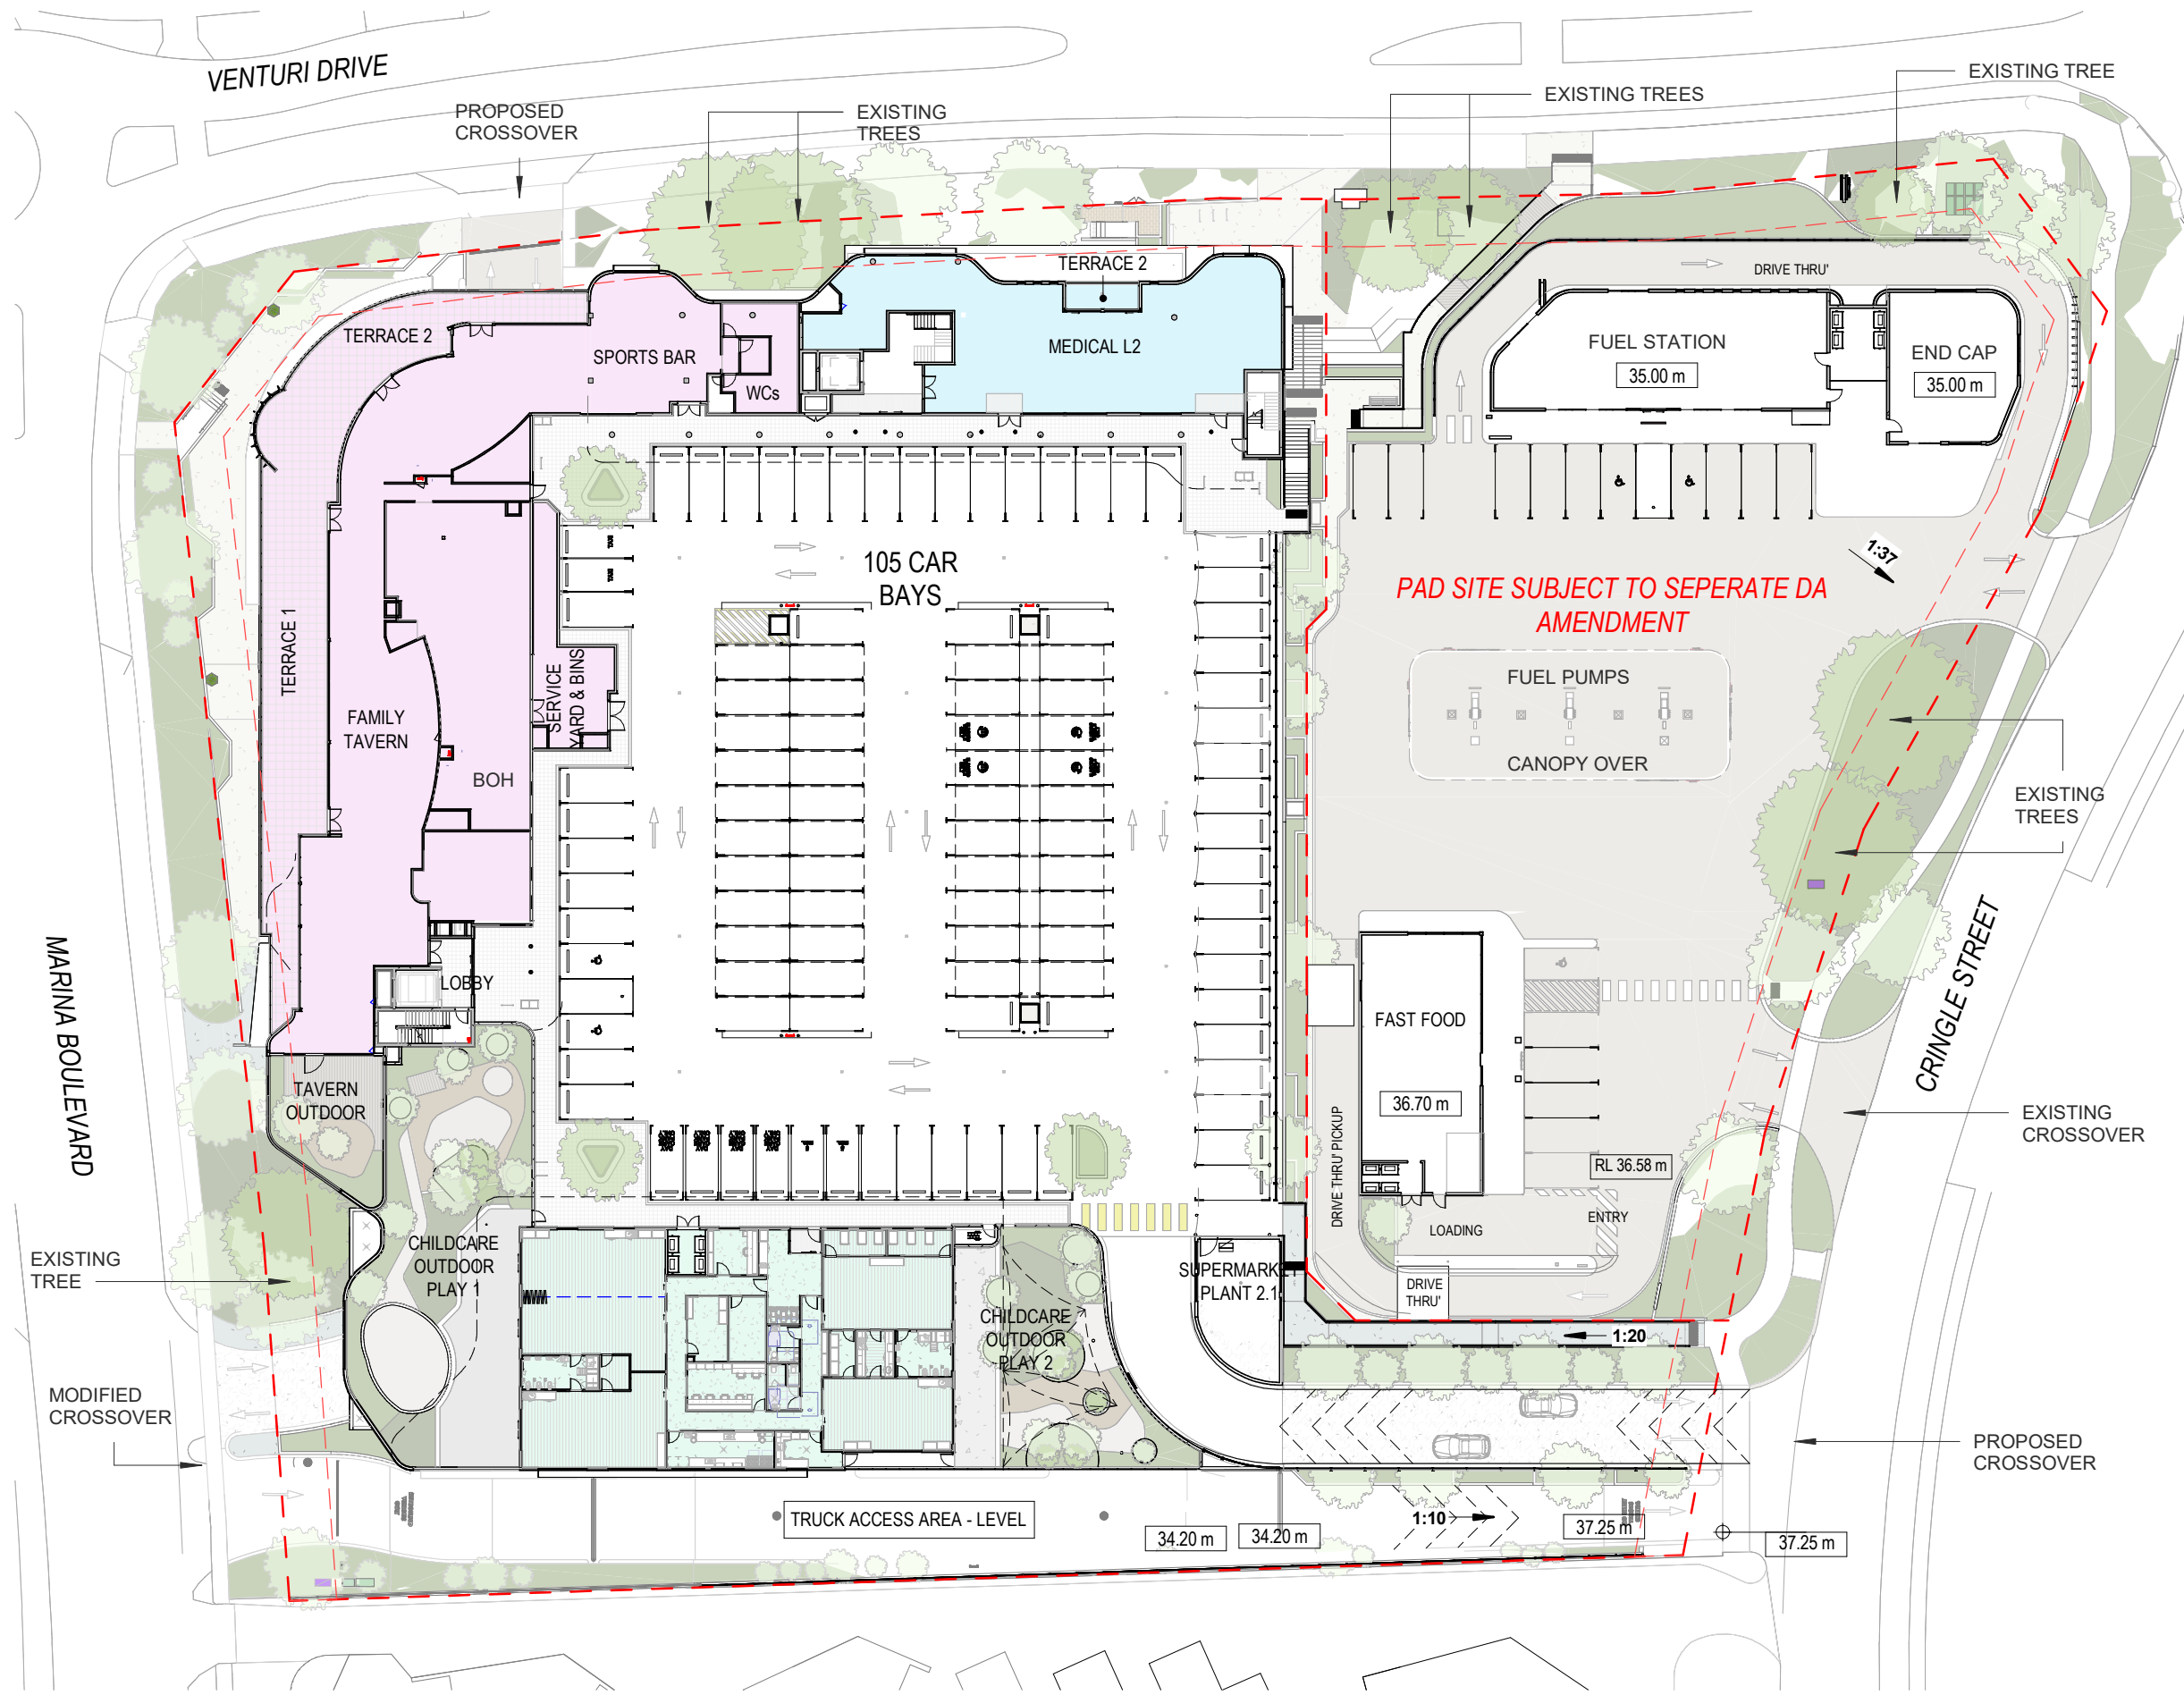 VENTURI DRIVE
PROPOSED
CROSSOVER
EXISTING
TREES
EXISTING TREES
EXISTING TREE
TERRACE 2
DRIVE THRU'
TERRACE 2
SPORTS BAR
MEDICAL L2
WCs
FUEL STATION
35.00 m
END CAP
35.00 m
105 CAR
BAYS
1:37
PAD SITE SUBJECT TO SEPERATE DA
AMENDMENT
TERRACE 1
SERVICE
YARD & BINS
FAMILY
TAVERN
BOH
FUEL PUMPS
CANOPY OVER
EXISTING
TREES
MARINA BOULEVARD
LOBBY
FAST FOOD
36.70 m
CRINGLE STREET
TAVERN
OUTDOOR
EXISTING
CROSSOVER
DRIVE THRU' PICKUP
RL 36.58 m
LOADING
ENTRY
EXISTING
TREE
CHILDCARE
OUTDOOR
PLAY 1
SUPERMARKET
PLANT 2.1
DRIVE
THRU'
CHILDCARE
OUTDOOR
PLAY 2
1:20
MODIFIED
CROSSOVER
PROPOSED
CROSSOVER
TRUCK ACCESS AREA - LEVEL
1:10
34.20 m
34.20 m
37.25 m
37.25 m